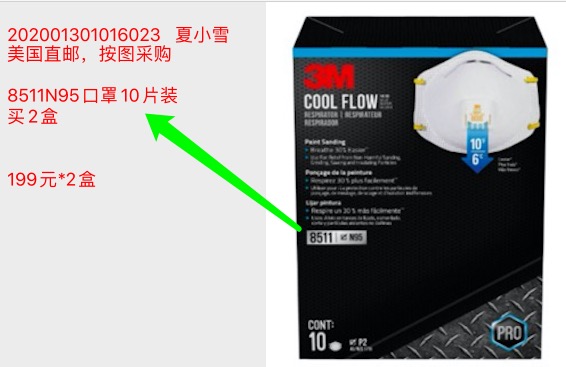 202001301016023 夏小雪
美国直邮，按图采购
8511N95口罩10片装
买2盒
199元*2盒
3M
COOL FLOW
RESPIRATOR | RESPIRATEUR
RESPIRADOR
10°
6°C
Paint Sanding
Breathe 30% Easier
Ponçage de la peinture
Respirez 30% plus facilement
Lijar pintura
Respire un 30% más fácilmente
8511 N95
CONT:
10 P2
PRO